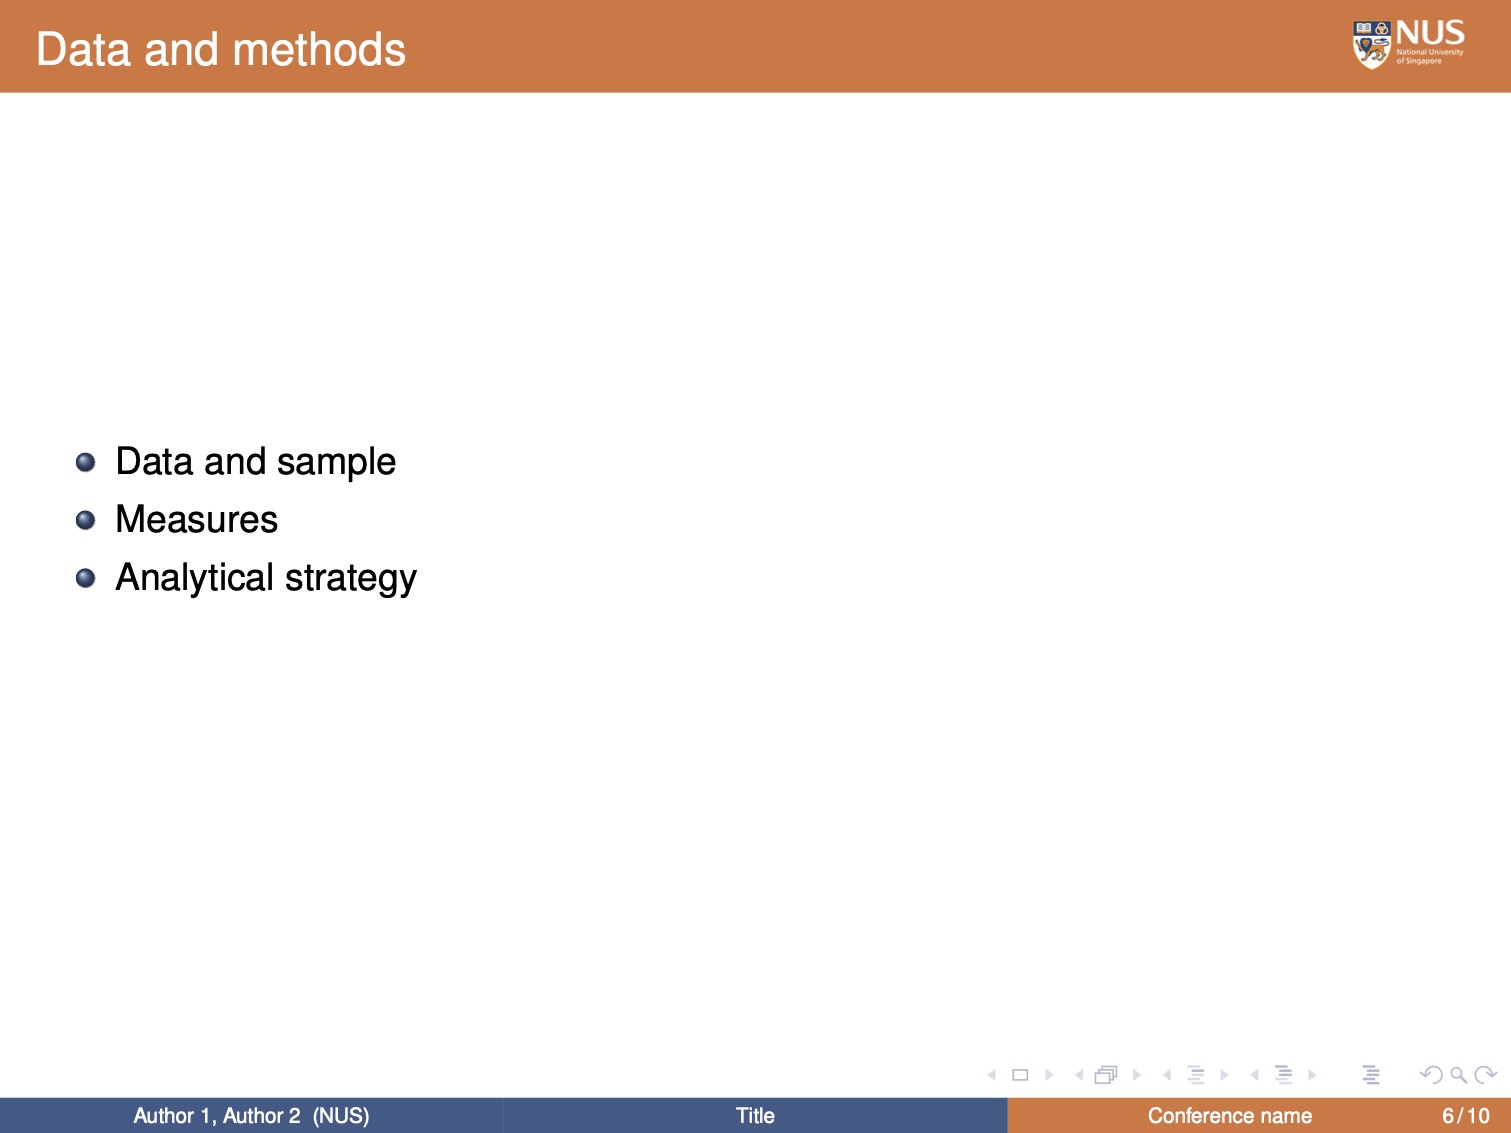 Data and methods
NUS
National University
of Singapore
Data and sample
Measures
Analytical strategy
Author 1, Author 2 (NUS)
Title
Conference name
6 / 10